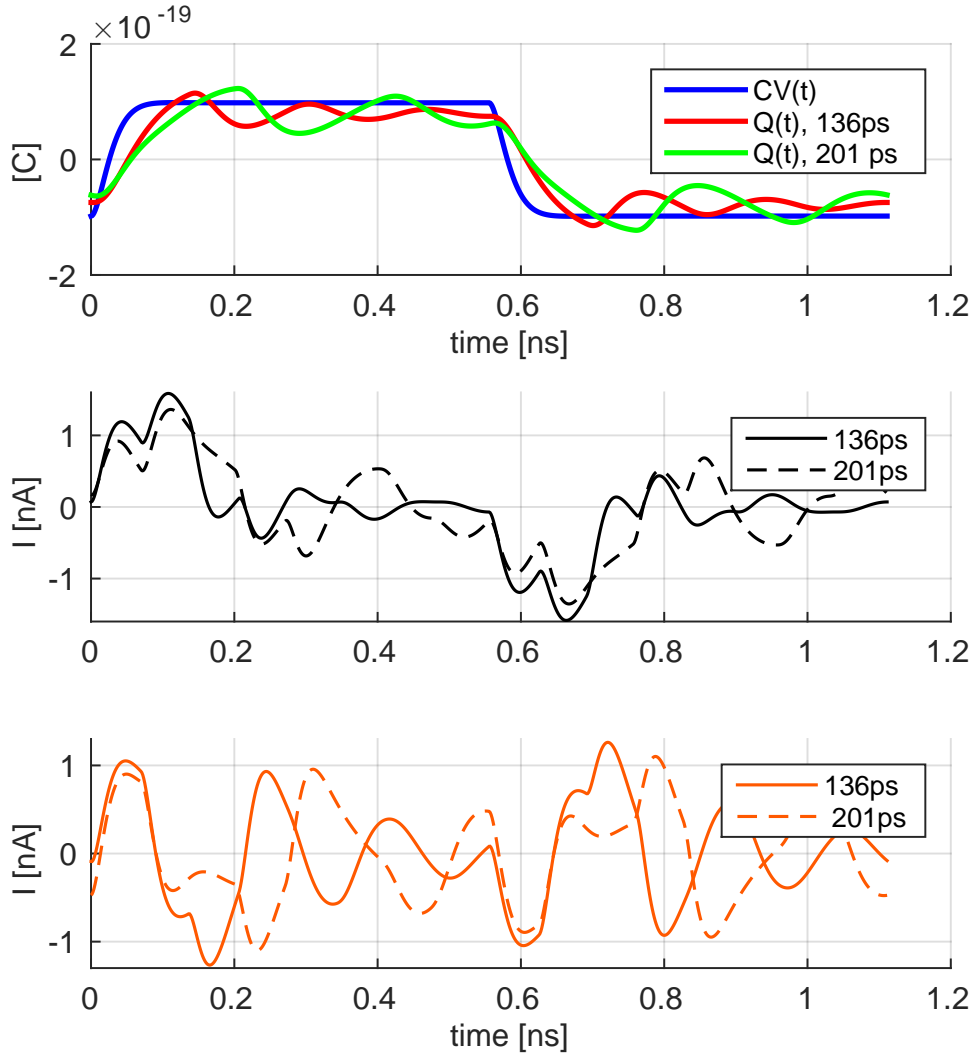 ×10 -19
2
0
-2
[C]
CV(t)
Q(t), 136ps
Q(t), 201 ps
0 0.2 0.4 0.6 0.8 1 1.2
time [ns]
1
0
-1
I [nA]
136ps
201ps
0 0.2 0.4 0.6 0.8 1 1.2
1
0
-1
I [nA]
136ps
201ps
0 0.2 0.4 0.6 0.8 1 1.2
time [ns]